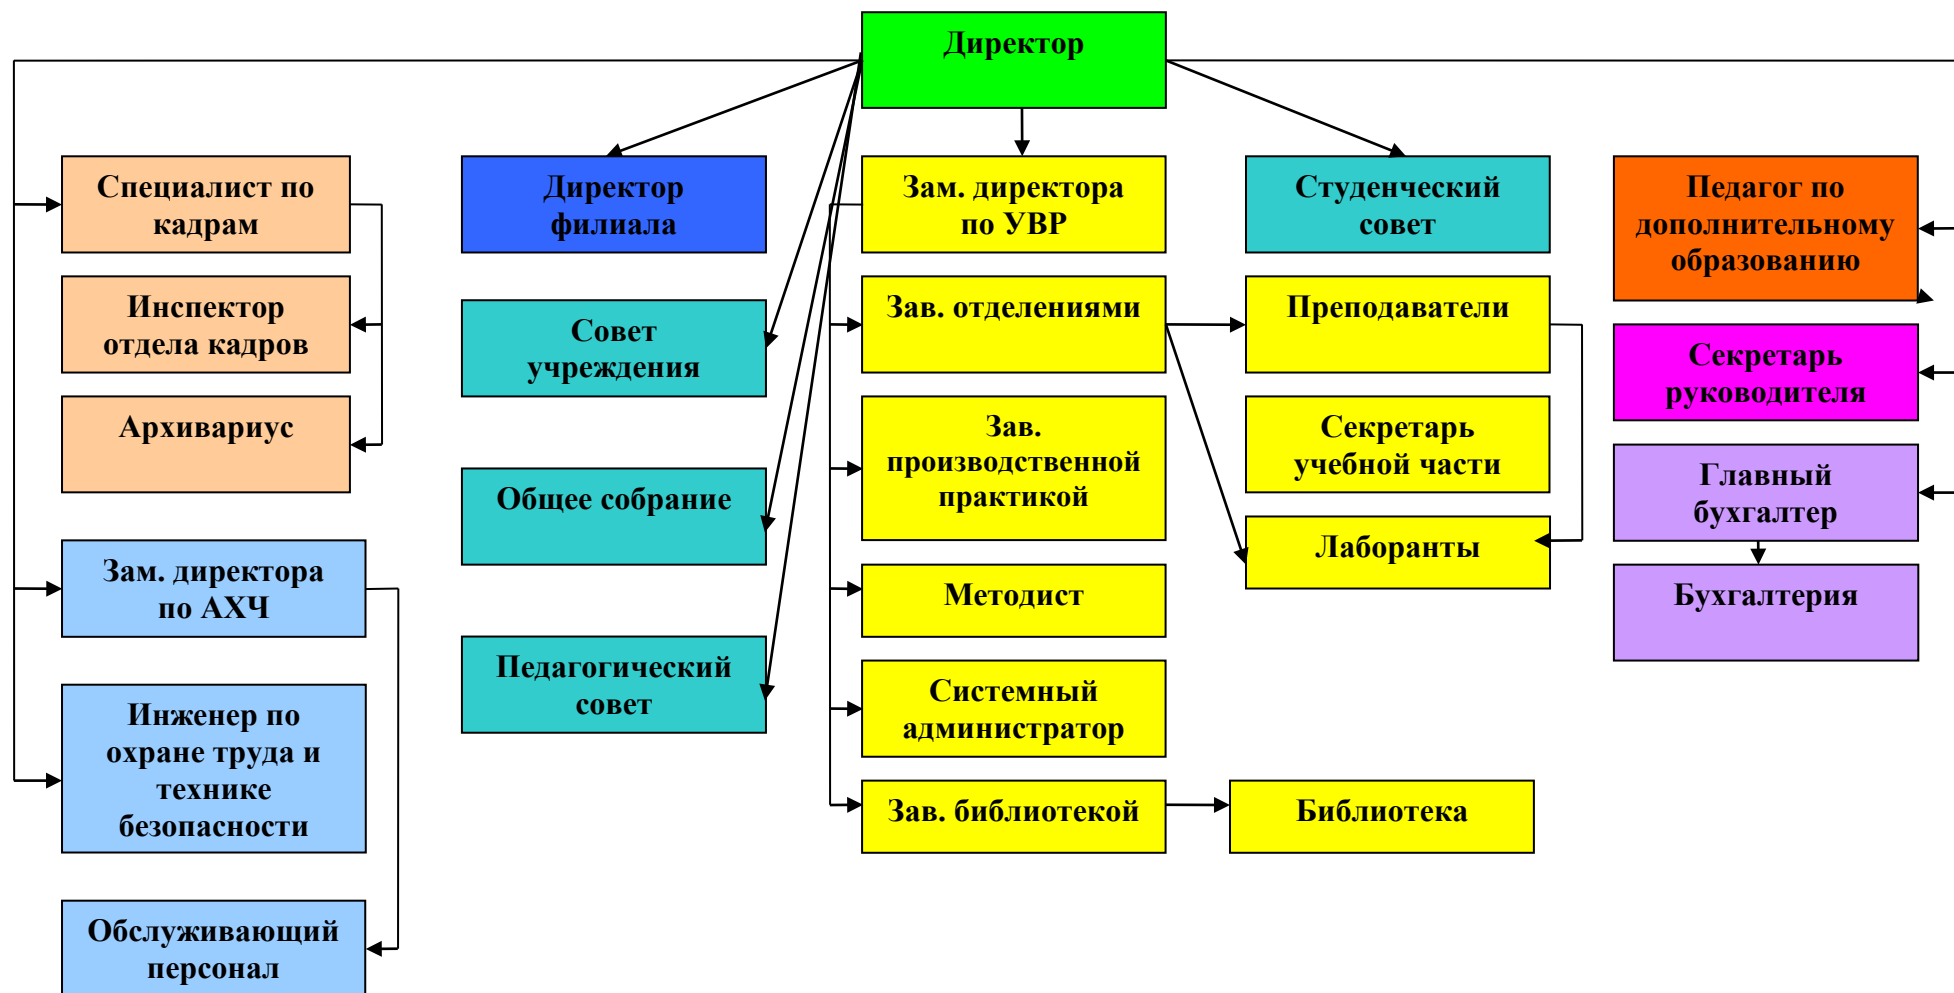 Директор
Специалист по
кадрам
Директор
филиала
Зам. директора
по УВР
Студенческий
совет
Педагог по
дополнительному
образованию
Инспектор
отдела кадров
Совет
учреждения
Зав. отделениями
Преподаватели
Секретарь
руководителя
Архивариус
Зав.
производственной
практикой
Секретарь
учебной части
Главный
бухгалтер
Общее собрание
Лаборанты
Зам. директора
по АХЧ
Методист
Бухгалтерия
Педагогический
совет
Системный
администратор
Инженер по
охране труда и
технике
безопасности
Зав. библиотекой
Библиотека
Обслуживающий
персонал